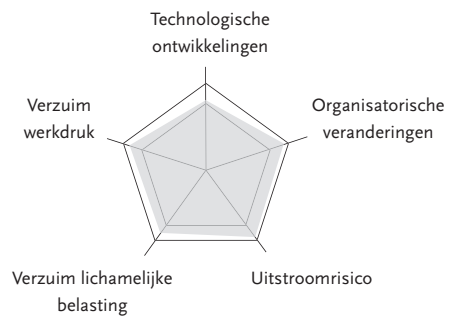 Technologische
ontwikkelingen
Verzuim
werkdruk
Organisatorische
veranderingen
Verzuim lichamelijke
belasting
Uitstroomrisico